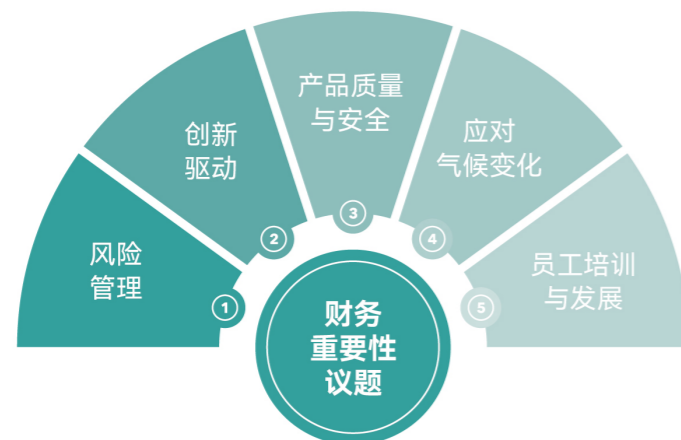 风险
管理
1
创新
驱动
2
产品质量
与安全
3
应对
气候变化
4
员工培训
与发展
5
财务
重要性
议题